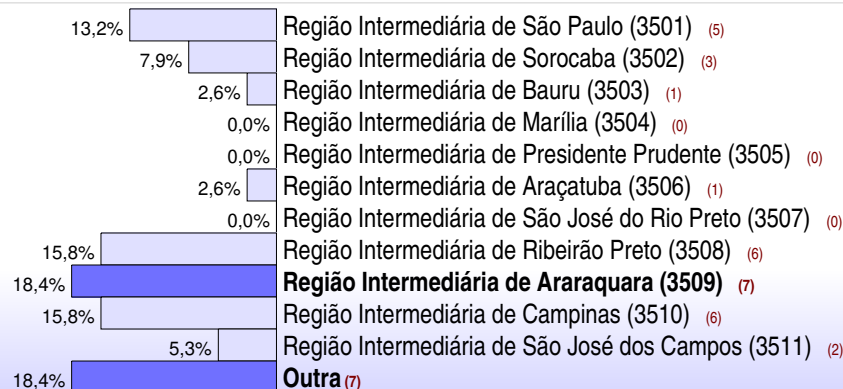 13,2% Região Intermediária de São Paulo (3501) (5)
7,9% Região Intermediária de Sorocaba (3502) (3)
2,6% Região Intermediária de Bauru (3503) (1)
0,0% Região Intermediária de Marília (3504) (0)
0,0% Região Intermediária de Presidente Prudente (3505) (0)
2,6% Região Intermediária de Araçatuba (3506) (1)
0,0% Região Intermediária de São José do Rio Preto (3507) (0)
15,8% Região Intermediária de Ribeirão Preto (3508) (6)
18,4% Região Intermediária de Araraquara (3509) (7)
15,8% Região Intermediária de Campinas (3510) (6)
5,3% Região Intermediária de São José dos Campos (3511) (2)
18,4% Outra (7)